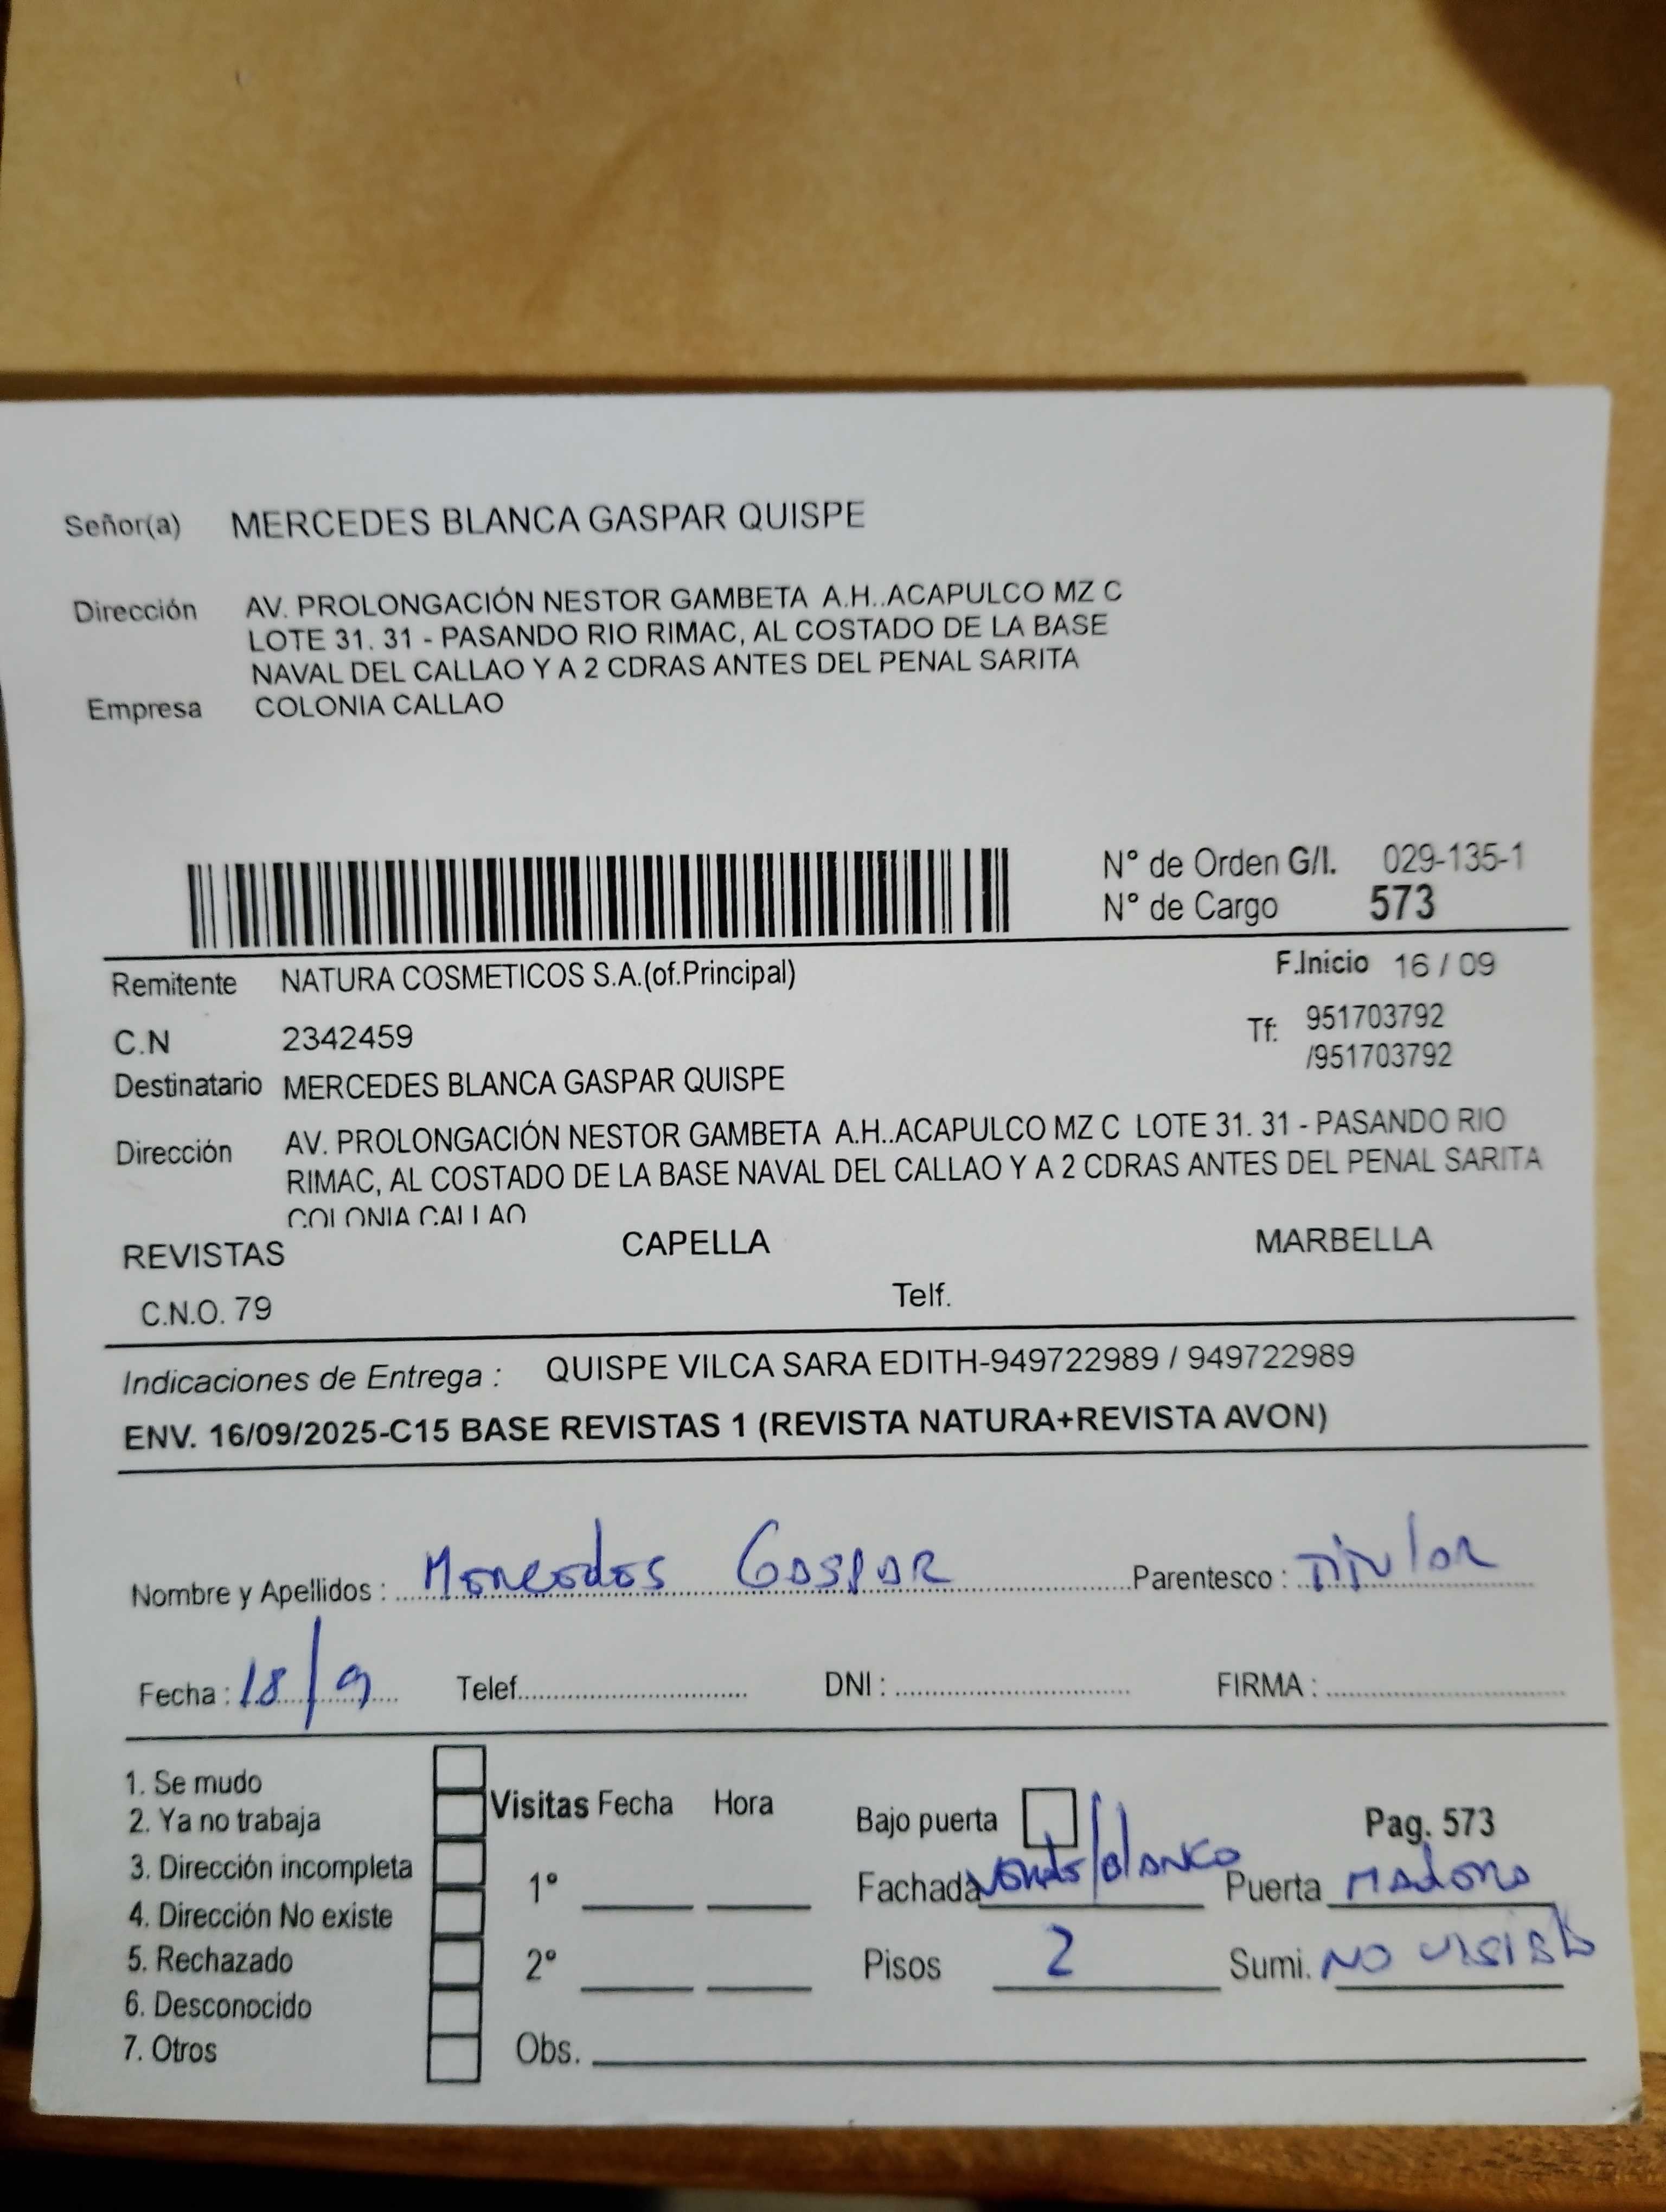 Señor(a) MERCEDES BLANCA GASPAR QUISPE
Dirección AV. PROLONGACIÓN NESTOR GAMBETA A.H..ACAPULCO MZ C
LOTE 31. 31 - PASANDO RIO RIMAC, AL COSTADO DE LA BASE
NAVAL DEL CALLAO Y A 2 CDRAS ANTES DEL PENAL SARITA
Empresa COLONIA CALLAO
N° de Orden G/I. 029-135-1
N° de Cargo 573
Remitente NATURA COSMETICOS S.A.(of.Principal) F.Inicio 16 / 09
C.N 2342459 Tf: 951703792
/951703792
Destinatario MERCEDES BLANCA GASPAR QUISPE
Dirección AV. PROLONGACIÓN NESTOR GAMBETA A.H..ACAPULCO MZ C LOTE 31. 31 - PASANDO RIO
RIMAC, AL COSTADO DE LA BASE NAVAL DEL CALLAO Y A 2 CDRAS ANTES DEL PENAL SARITA
COLONIA CALLAO
REVISTAS CAPELLA MARBELLA
C.N.O. 79 Telf.
Indicaciones de Entrega : QUISPE VILCA SARA EDITH-949722989 / 949722989
ENV. 16/09/2025-C15 BASE REVISTAS 1 (REVISTA NATURA+REVISTA AVON)
Nombre y Apellidos : Mercedes GASPAR Parentesco : Titular
Fecha : 18/9 Telef. DNI : FIRMA :
1. Se mudo
2. Ya no trabaja
3. Dirección incompleta
4. Dirección No existe
5. Rechazado
6. Desconocido
7. Otros
Visitas Fecha Hora
1°
2°
Obs.
Bajo puerta Pag. 573
Fachada Verde/Blanco Puerta Madera
Pisos 2 Sumi. NO VISIBLE